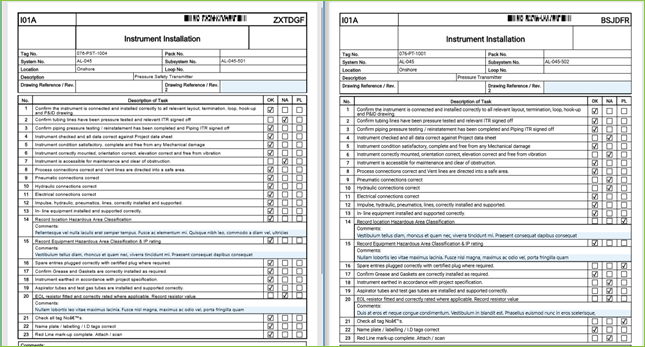 I01A
ZXTDGF
Instrument Installation
Tag No. 076-PST-1004 Pack No.
System No. AL-045 Subsystem No. AL-045-501
Location Onshore Loop No.
Description Pressure Safety Transmitter
Drawing Reference / Rev. Drawing Reference / Rev.
2
No. Description of Task OK NA PL
1 Confirm the instrument is connected and installed correctly to all relevant layout, termination, loop, hook-up and P&ID drawing
2 Confirm tubing lines have been pressure tested and relevant ITR signed off
3 Confirm piping pressure testing / reinstatement has been completed and Piping ITR signed off
4 Instrument checked and all data correct against Project data sheet
5 Instrument condition satisfactory, complete and free from any Mechanical damage
6 Instrument correctly mounted, orientation correct, elevation correct and free from vibration
7 Instrument is accessible for maintenance and clear of obstruction.
8 Process connections correct and Vent lines are directed into a safe area.
9 Pneumatics connections correct
10 Hydraulic connections correct
11 Electrical connections correct
12 Impulse, hydraulic, pneumatics, lines, correctly installed and supported.
13 In- line equipment installed and supported correctly.
14 Record location Hazardous Area Classification
Comments:
Pellentesque vel nulla iaculis erat semper tempus. Fusce ac elementum mi. Quisque nibh leo, commodo a diam vel, ultricies
15 Record Equipment Hazardous Area Classification & IP rating
Comments:
Vestibulum tellus diam, rhoncus et quam nec, viverra tincidunt mi. Praesent consequat dapibus consequat
16 Spare entries plugged correctly with certified plug where required.
17 Confirm Grease and Gaskets are correctly installed as required
18 Instrument earthed in accordance with project specification.
19 Aspirator tubes and test gates tubes are installed and supported correctly.
20 EOL resistor fitted and correctly rated where applicable. Record resistor value
Comments:
Nullam lobortis leo vitae maximus lacinia. Fusce nisl magna, maximus ac odio vel, porta fringilla quam
21 Check all tag Noâ€™s.
22 Name plate / labelling / I.D tags correct
23 Red Line mark-up complete. Attach / scan
Comments:
I01A
BSJDFR
Instrument Installation
Tag No. 076-PT-1001 Pack No.
System No. AL-045 Subsystem No. AL-045-502
Location Onshore Loop No.
Description Pressure Transmitter
Drawing Reference / Rev. Drawing Reference / Rev.
2
No. Description of Task OK NA PL
1 Confirm the instrument is connected and installed correctly to all relevant layout, termination, loop, hook-up and P&ID drawing.
2 Confirm tubing lines have been pressure tested and relevant ITR signed off
3 Confirm piping pressure testing / reinstatement has been completed and Piping ITR signed off
4 Instrument checked and all data correct against Project data sheet
5 Instrument condition satisfactory, complete and free from any Mechanical damage
6 Instrument correctly mounted, orientation correct, elevation correct and free from vibration.
7 Instrument is accessible for maintenance and clear of obstruction.
8 Process connections correct and Vent lines are directed into a safe area.
9 Pneumatic connections correct
10 Hydraulic connections correct
11 Electrical connections correct
12 Impulse, hydraulic, pneumatics, lines, correctly installed and supported.
13 In- line equipment installed and supported correctly.
14 Record location Hazardous Area Classification
Comments:
Vestibulum tellus diam, rhoncus et quam nec, viverra tincidunt mi. Praesent consequat dapibus consequat
15 Record Equipment Hazardous Area Classification & IP rating
Comments:
Nullam lobortis leo vitae maximus lacinia. Fusce nisl magna, maximus ac odio vel, porta fringilla quam
16 Spare entries plugged correctly with certified plug where required.
17 Confirm Grease and Gaskets are correctly installed as required.
18 Instrument earthed in accordance with project specification.
19 Aspirator tubes and test gates tubes are installed and supported correctly.
20 EOL resistor fitted and correctly rated where applicable. Record resistor value
Comments:
Duis at eros et neque congue condimentum. Vestibulum in blandit est. Phasellus euismod nunc in eros scelerisque,
21 Check all tag Noâ€™s.
22 Name plate / labelling / I.D tags correct
23 Red Line mark-up complete. Attach / scan